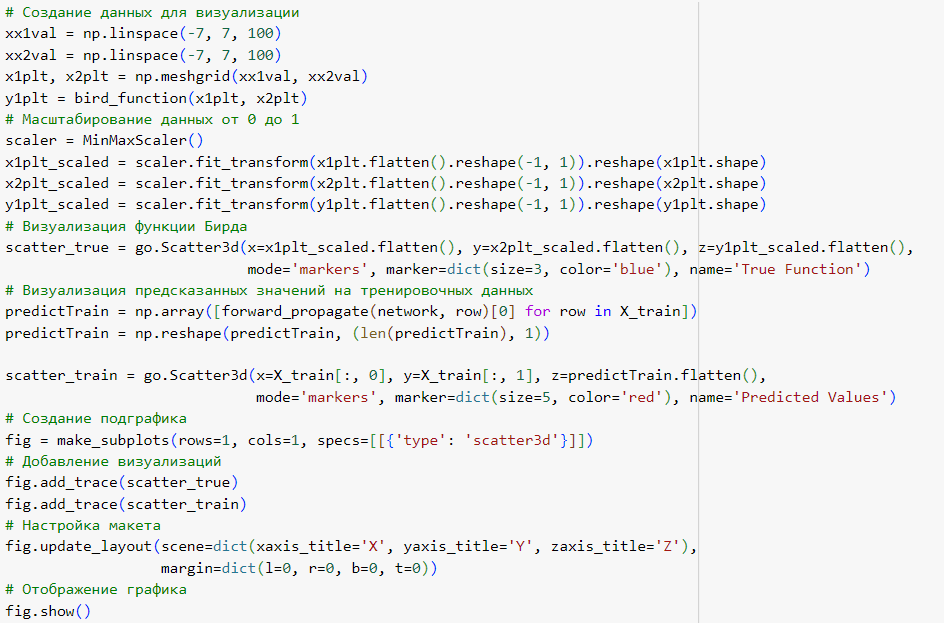 # Создание данных для визуализации
xx1val = np.linspace(-7, 7, 100)
xx2val = np.linspace(-7, 7, 100)
x1plt, x2plt = np.meshgrid(xx1val, xx2val)
y1plt = bird_function(x1plt, x2plt)
# Масштабирование данных от 0 до 1
scaler = MinMaxScaler()
x1plt_scaled = scaler.fit_transform(x1plt.flatten().reshape(-1, 1)).reshape(x1plt.shape)
x2plt_scaled = scaler.fit_transform(x2plt.flatten().reshape(-1, 1)).reshape(x2plt.shape)
y1plt_scaled = scaler.fit_transform(y1plt.flatten().reshape(-1, 1)).reshape(y1plt.shape)
# Визуализация функции Бирда
scatter_true = go.Scatter3d(x=x1plt_scaled.flatten(), y=x2plt_scaled.flatten(), z=y1plt_scaled.flatten(),
                            mode='markers', marker=dict(size=3, color='blue'), name='True Function')
# Визуализация предсказанных значений на тренировочных данных
predictTrain = np.array([forward_propagate(network, row)[0] for row in X_train])
predictTrain = np.reshape(predictTrain, (len(predictTrain), 1))
scatter_train = go.Scatter3d(x=X_train[:, 0], y=X_train[:, 1], z=predictTrain.flatten(),
                             mode='markers', marker=dict(size=5, color='red'), name='Predicted Values')
# Создание подграфика
fig = make_subplots(rows=1, cols=1, specs=[[{'type': 'scatter3d'}]])
# Добавление визуализаций
fig.add_trace(scatter_true)
fig.add_trace(scatter_train)
# Настройка макета
fig.update_layout(scene=dict(xaxis_title='X', yaxis_title='Y', zaxis_title='Z'),
                  margin=dict(l=0, r=0, b=0, t=0))
# Отображение графика
fig.show()